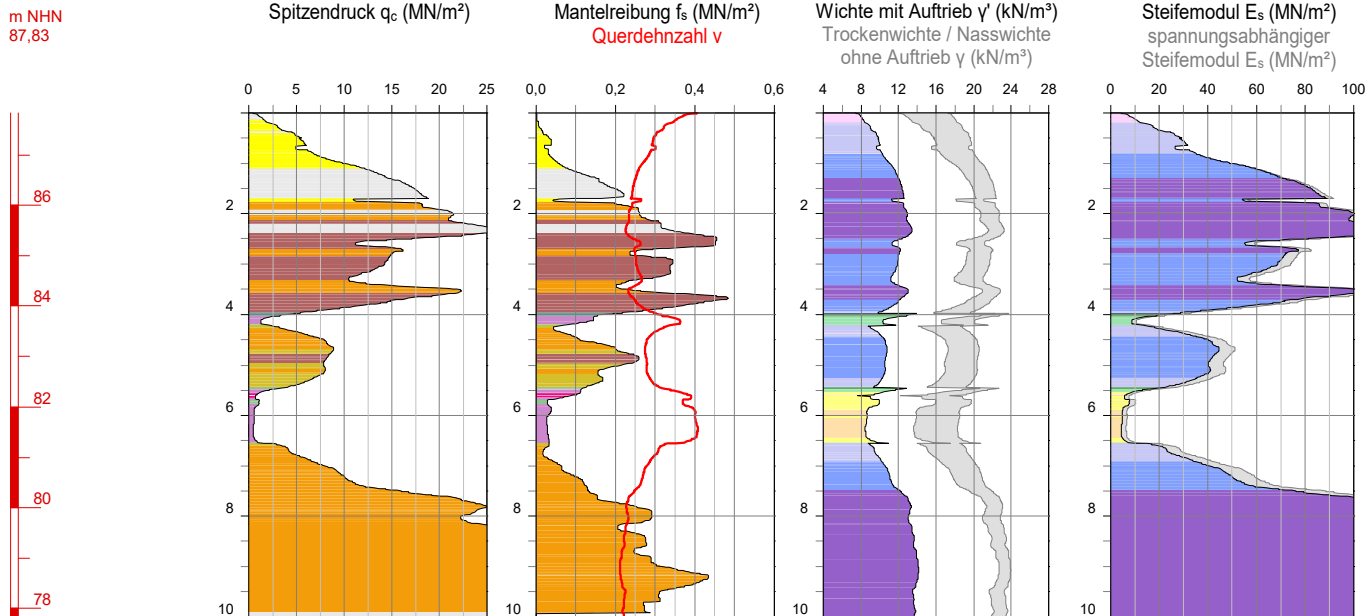 m NHN
87,83
Spitzendruck qc (MN/m²)
Mantelreibung fs (MN/m²)
Querdehnzahl ν
Wichte mit Auftrieb γ' (kN/m³)
Trockenwichte / Nasswichte
ohne Auftrieb γ (kN/m³)
Steifemodul Es (MN/m²)
spannungsabhängiger
Steifemodul Es (MN/m²)
0 5 10 15 20 25
0,0 0,2 0,4 0,6
4 8 12 16 20 24 28
0 20 40 60 80 100
86
84
82
80
78
2
4
6
8
10
2
4
6
8
10
2
4
6
8
10
2
4
6
8
10